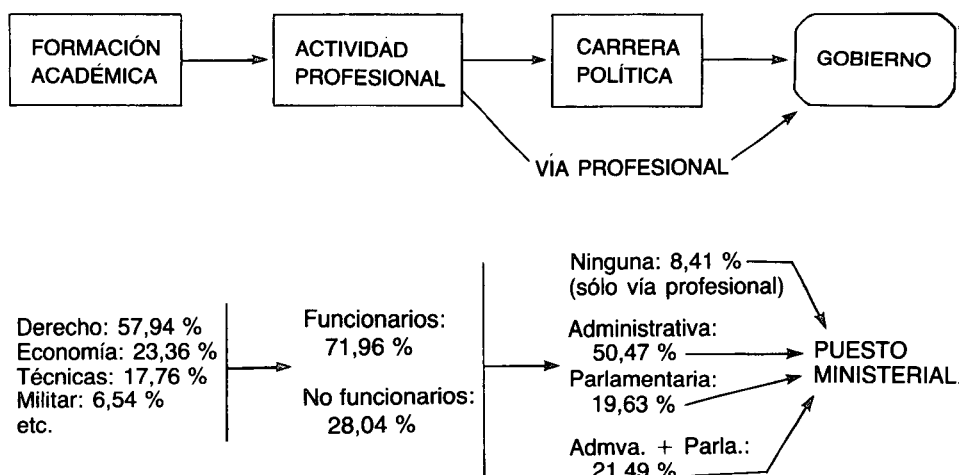 FORMACIÓN
ACADÉMICA
ACTIVIDAD
PROFESIONAL
CARRERA
POLÍTICA
GOBIERNO
VÍA PROFESIONAL
Derecho: 57,94 %
Economía: 23,36 %
Técnicas: 17,76 %
Militar: 6,54 %
etc.
Funcionarios:
71,96 %
No funcionarios:
28,04 %
Ninguna: 8,41 %
(sólo vía profesional)
Administrativa:
50,47 %
Parlamentaria:
19,63 %
Admva. + Parla.:
21,49 %
PUESTO
MINISTERIAL